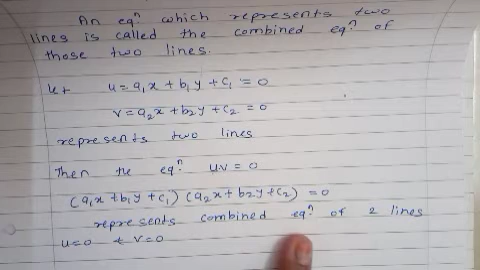 An eqⁿ which represents two
lines is called the combined eqⁿ of
those two lines.
Let u = a₁x + b₁y + c₁ = 0
v = a₂x + b₂y + c₂ = 0
represents two lines
Then the eqⁿ. uv = 0
(a₁x + b₁y + c₁) (a₂x + b₂y + c₂) = 0
represents combined eqⁿ of 2 lines
u=0 & v=0